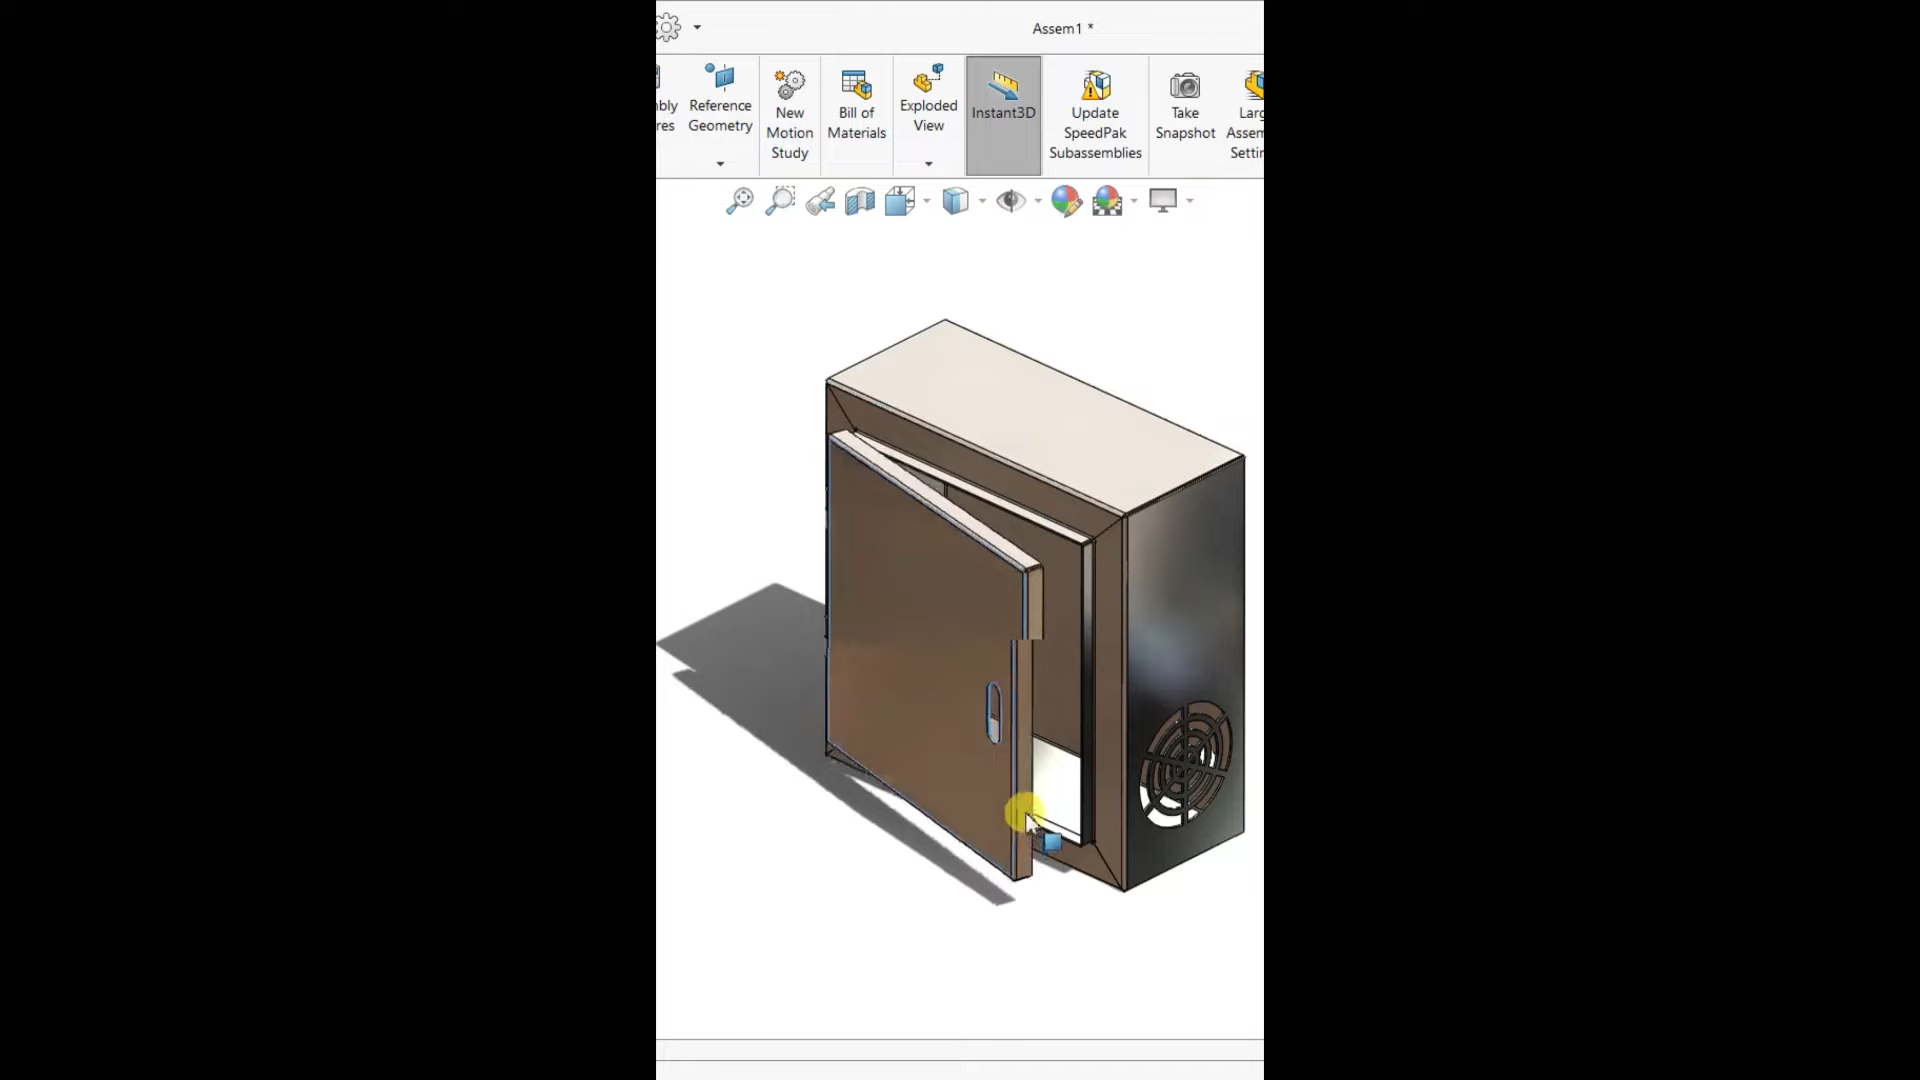 Assem1 *
bly
res
Reference
Geometry
New
Motion
Study
Bill of
Materials
Exploded
View
Instant3D
Update
SpeedPak
Subassemblies
Take
Snapshot
Larg
Assem
Settin